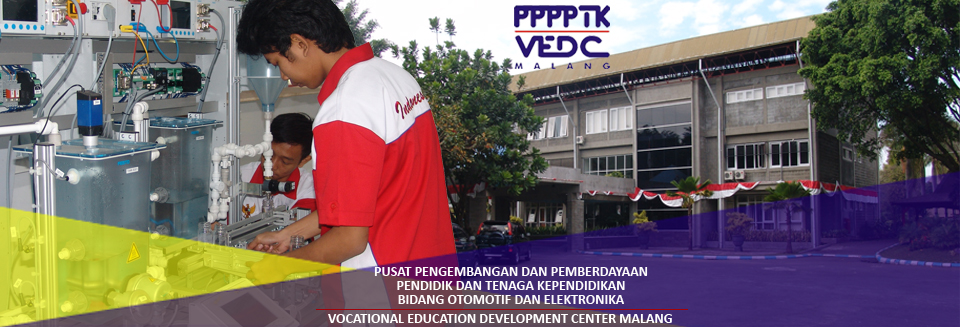 PPPPTK
VEDC
MALANG
Indones
PUSAT PENGEMBANGAN DAN PEMBERDAYAAN
PENDIDIK DAN TENAGA KEPENDIDIKAN
BIDANG OTOMOTIF DAN ELEKTRONIKA
VOCATIONAL EDUCATION DEVELOPMENT CENTER MALANG